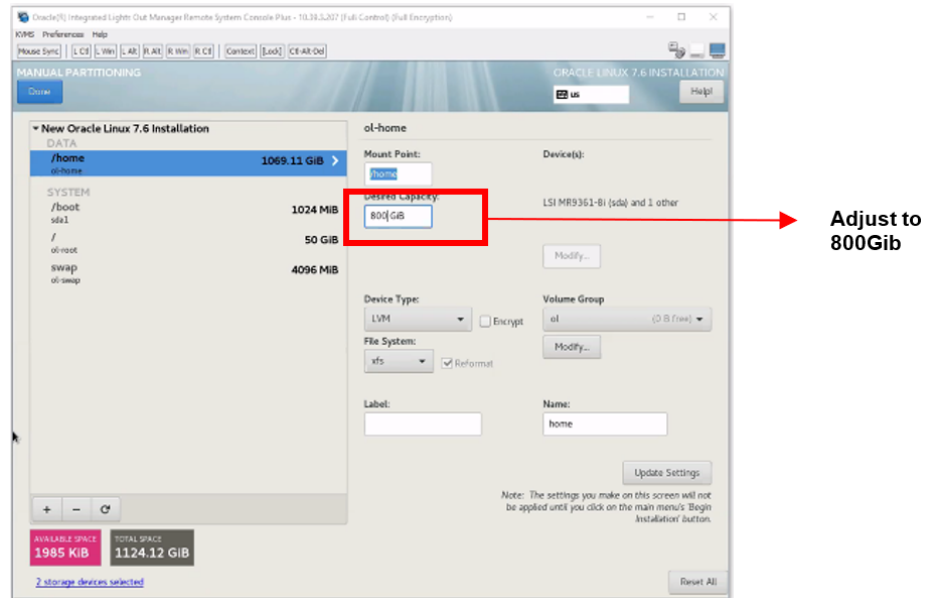 Oracle(R) Integrated Lights Out Manager Remote System Console Plus - 10.39.5.207 (Full Control) (Full Encryption)
KVMS Preferences Help
Mouse Sync L Ctl L Win L Alt R Alt R Win R Ctl Context [Lock] Ctl-Alt-Del
MANUAL PARTITIONING
ORACLE LINUX 7.6 INSTALLATION
Done
us
Help!
New Oracle Linux 7.6 Installation
DATA
/home 1069.11 GiB
ol-home
SYSTEM
/boot 1024 MiB
sda1
/ 50 GiB
ol-root
swap 4096 MiB
ol-swap
ol-home
Mount Point:
Device(s):
/home
Desired Capacity:
800 GiB
LSI MR9361-8i (sda) and 1 other
Modify...
Adjust to
800Gib
Device Type:
Volume Group
LVM
Encrypt
ol (0 B free)
File System:
Modify...
xfs
Reformat
Label:
Name:
home
Update Settings
Note: The settings you make on this screen will not
be applied until you click on the main menu's 'Begin
Installation' button.
+ -
AVAILABLE SPACE
1985 KiB
TOTAL SPACE
1124.12 GiB
2 storage devices selected
Reset All